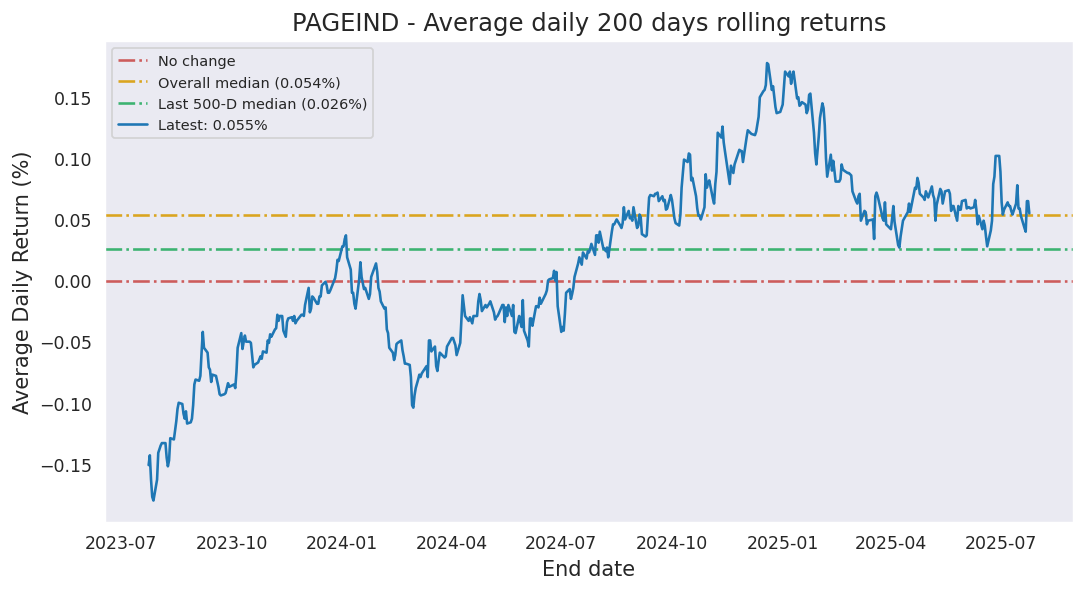 PAGEIND - Average daily 200 days rolling returns
No change
Overall median (0.054%)
Last 500-D median (0.026%)
Latest: 0.055%
Average Daily Return (%)
0.15
0.10
0.05
0.00
−0.05
−0.10
−0.15
2023-07 2023-10 2024-01 2024-04 2024-07 2024-10 2025-01 2025-04 2025-07
End date